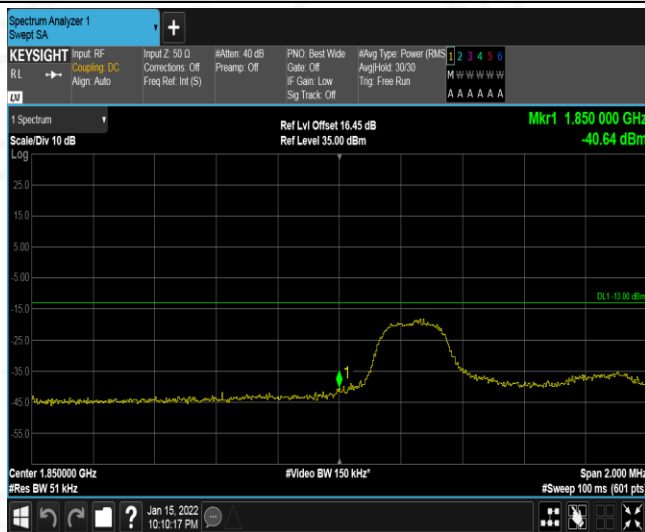 Spectrum Analyzer 1
Swept SA
+
KEYSIGHT
RL
LXI
Input: RF
Coupling: DC
Align: Auto
Input Z: 50 Ω
Corrections: Off
Freq Ref: Int (S)
#Atten: 40 dB
Preamp: Off
PNO: Best Wide
Gate: Off
IF Gain: Low
Sig Track: Off
#Avg Type: Power (RMS
Avg|Hold: 30/30
Trig: Free Run
1 2 3 4 5 6
M W W W W W
A A A A A A
1 Spectrum
Scale/Div 10 dB
Log
Ref Lvl Offset 16.45 dB
Ref Level 35.00 dBm
Mkr1 1.850 000 GHz
-40.64 dBm
25.0
15.0
5.00
-5.00
DL1 -13.00 dBm
-15.0
-25.0
-35.0
1
-45.0
-55.0
Center 1.850000 GHz
#Res BW 51 kHz
#Video BW 150 kHz*
Span 2.000 MHz
#Sweep 100 ms (601 pts)
?
Jan 15, 2022
10:10:17 PM